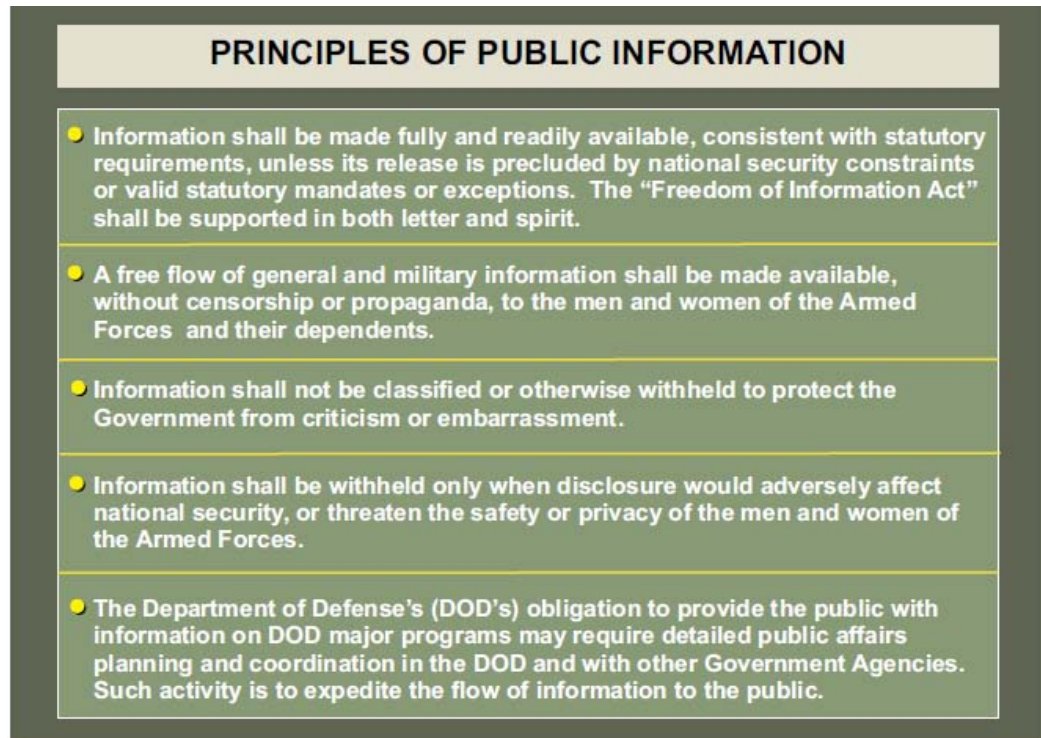 PRINCIPLES OF PUBLIC INFORMATION
Information shall be made fully and readily available, consistent with statutory
requirements, unless its release is precluded by national security constraints
or valid statutory mandates or exceptions. The “Freedom of Information Act”
shall be supported in both letter and spirit.
A free flow of general and military information shall be made available,
without censorship or propaganda, to the men and women of the Armed
Forces and their dependents.
Information shall not be classified or otherwise withheld to protect the
Government from criticism or embarrassment.
Information shall be withheld only when disclosure would adversely affect
national security, or threaten the safety or privacy of the men and women of
the Armed Forces.
The Department of Defense’s (DOD’s) obligation to provide the public with
information on DOD major programs may require detailed public affairs
planning and coordination in the DOD and with other Government Agencies.
Such activity is to expedite the flow of information to the public.